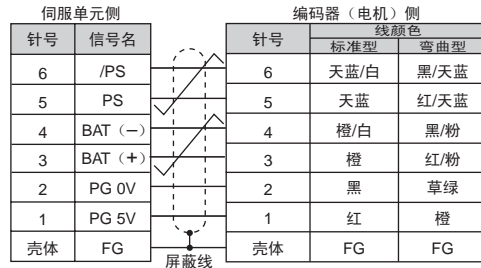 伺服单元侧 编码器（电机）侧
针号 信号名 针号 线颜色
标准型 弯曲型
6 /PS 6 天蓝/白 黑/天蓝
5 PS 5 天蓝 红/天蓝
4 BAT（－） 4 橙/白 黑/粉
3 BAT（＋） 3 橙 红/粉
2 PG 0V 2 黑 草绿
1 PG 5V 1 红 橙
壳体 FG 壳体 FG FG
屏蔽线